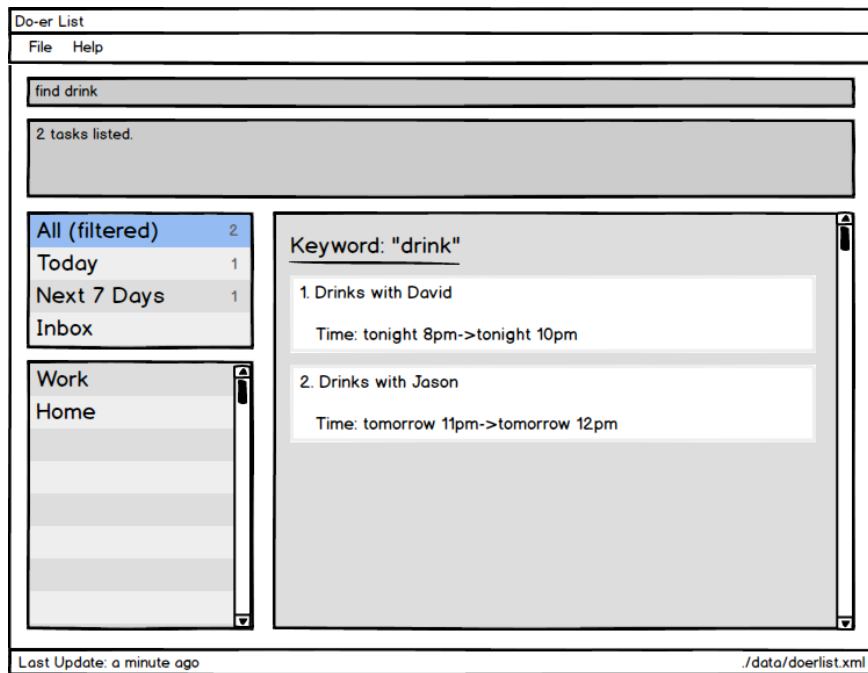 Do-er List
File Help
find drink
2 tasks listed.
All (filtered) 2
Today 1
Next 7 Days 1
Inbox
Work
Home
Keyword: "drink"
1. Drinks with David
Time: tonight 8pm->tonight 10pm
2. Drinks with Jason
Time: tomorrow 11pm->tomorrow 12pm
Last Update: a minute ago ./data/doerlist.xml